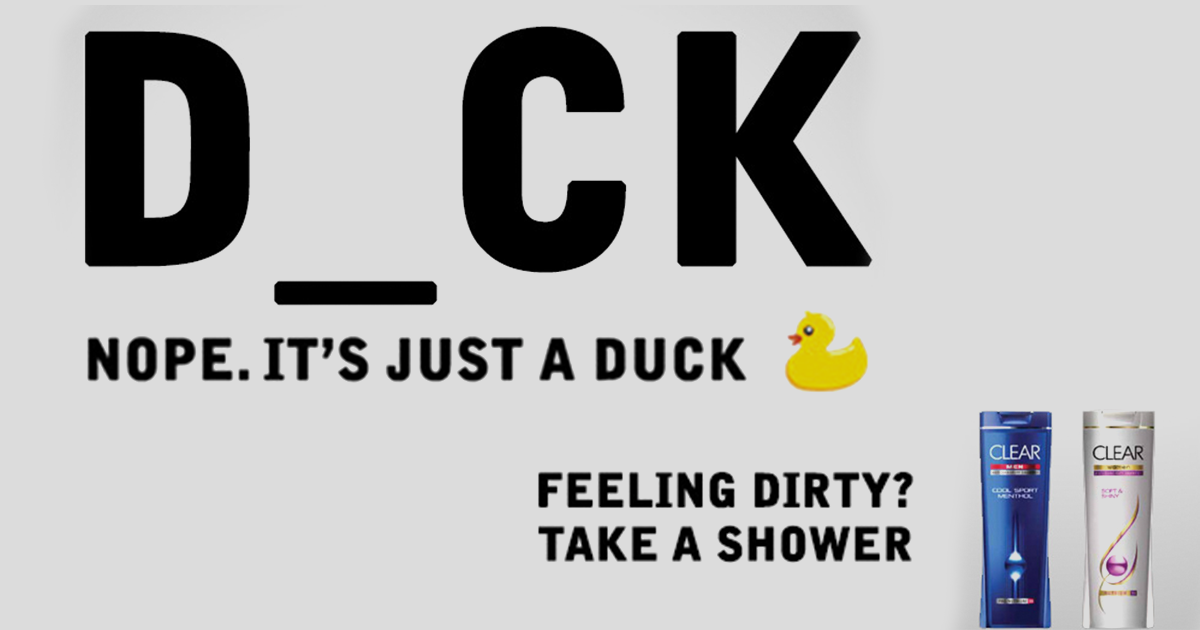 D_CK
NOPE. IT'S JUST A DUCK
FEELING DIRTY?
TAKE A SHOWER
CLEAR
MEN
COOL SPORT
MENTHOL
CLEAR
SOFT &
SHINY